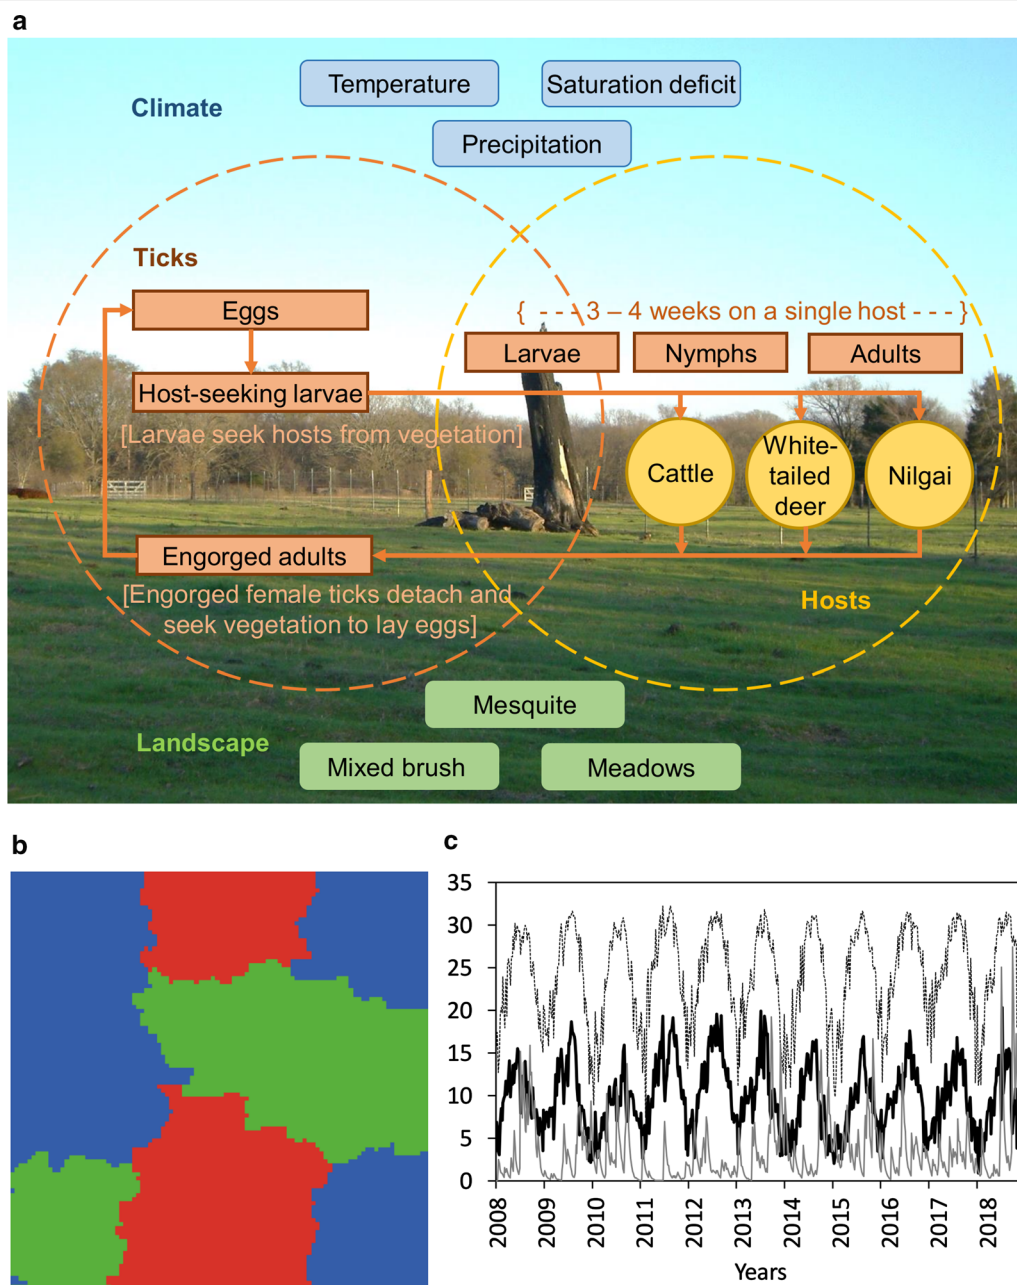 a
Temperature
Saturation deficit
Climate
Precipitation
Ticks
Eggs
{ - - - 3 – 4 weeks on a single host - - - }
Larvae
Nymphs
Adults
Host-seeking larvae
[Larvae seek hosts from vegetation]
Cattle
White-
tailed
deer
Nilgai
Engorged adults
[Engorged female ticks detach and
seek vegetation to lay eggs]
Hosts
Mesquite
Landscape
Mixed brush
Meadows
b
c
35
30
25
20
15
10
5
0
2008
2009
2010
2011
2012
2013
2014
2015
2016
2017
2018
Years